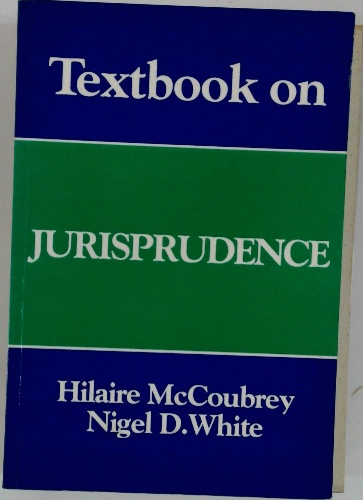 Textbook on
JURISPRUDENCE
Hilaire McCoubrey
Nigel D.White